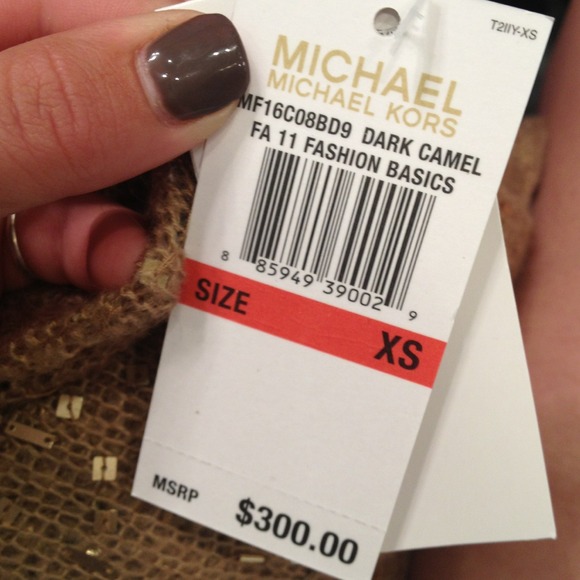 T2IIY-XS
MICHAEL
MICHAEL KORS
MF16C08BD9 DARK CAMEL
FA 11 FASHION BASICS
8 85949 39002 9
SIZE XS
MSRP $300.00